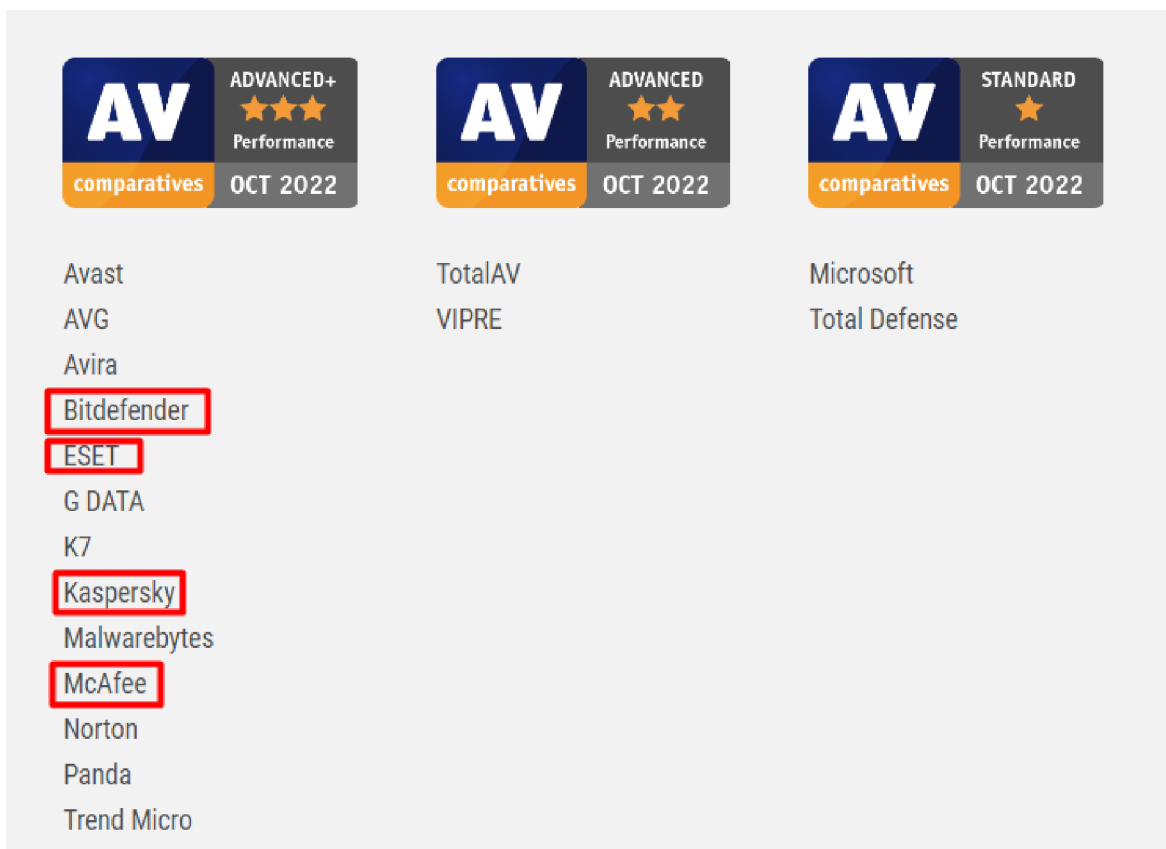 AV
comparatives
ADVANCED+
Performance
OCT 2022
AV
comparatives
ADVANCED
Performance
OCT 2022
AV
comparatives
STANDARD
Performance
OCT 2022
Avast
AVG
Avira
Bitdefender
ESET
G DATA
K7
Kaspersky
Malwarebytes
McAfee
Norton
Panda
Trend Micro
TotalAV
VIPRE
Microsoft
Total Defense